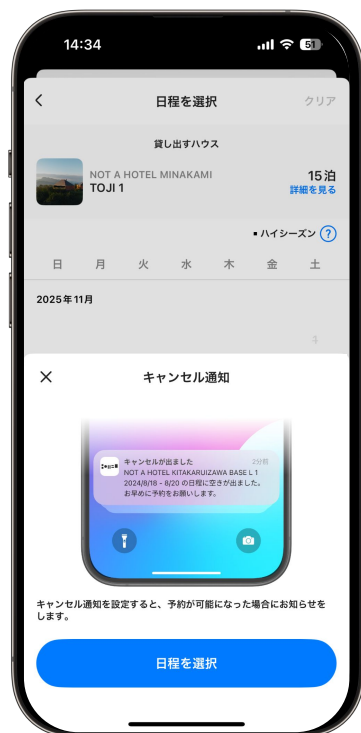 14:34
51
日程を選択
クリア
貸し出すハウス
NOT A HOTEL MINAKAMI
TOJI 1
15泊
詳細を見る
▪ ハイシーズン ?
日 月 火 水 木 金 土
2025年11月
キャンセル通知
キャンセルが出ました 2分前
NOT A HOTEL KITAKARUIZAWA BASE L 1
2024/8/18 - 8/20 の日程に空きが出ました。
お早めに予約をお願いします。
キャンセル通知を設定すると、予約が可能になった場合にお知らせを
します。
日程を選択